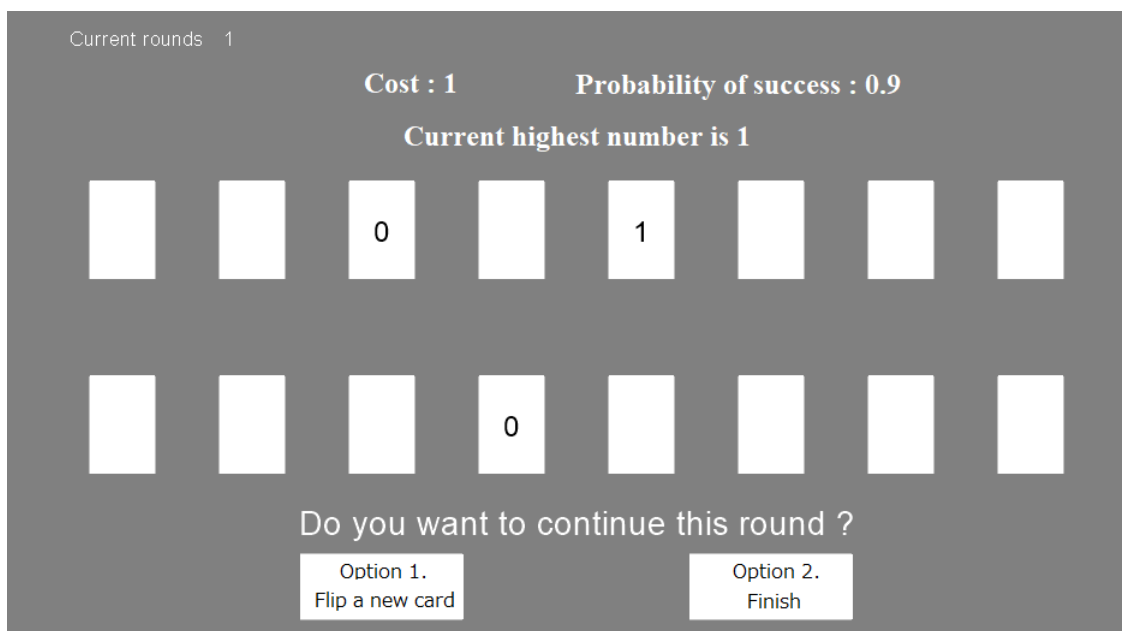 Current rounds 1
Cost : 1 Probability of success : 0.9
Current highest number is 1
0 1
0
Do you want to continue this round ?
Option 1. Option 2.
Flip a new card Finish